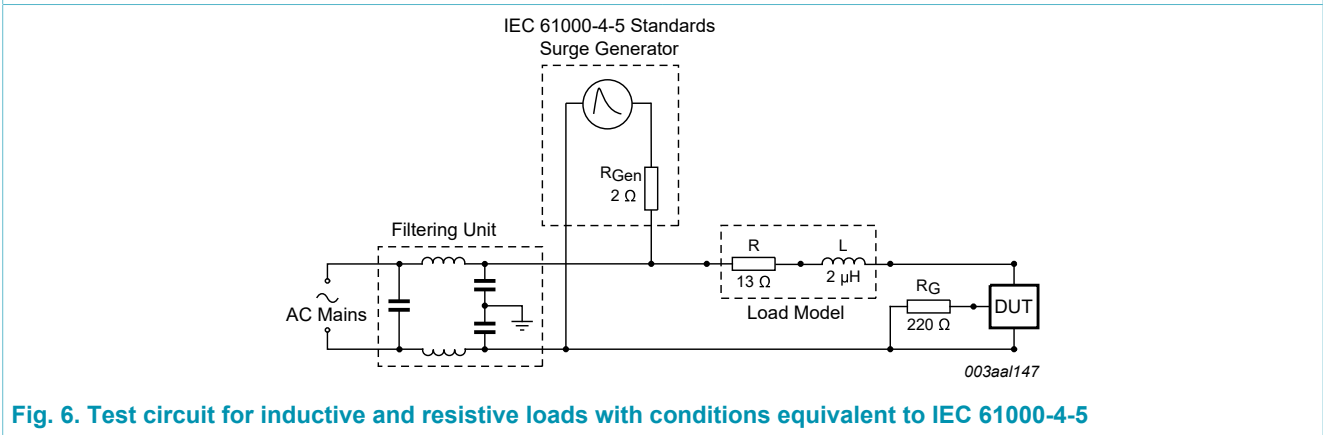 IEC 61000-4-5 Standards
Surge Generator
RGen
2 Ω
Filtering Unit
AC Mains
R
13 Ω
L
2 μH
Load Model
RG
220 Ω
DUT
003aal147
Fig. 6. Test circuit for inductive and resistive loads with conditions equivalent to IEC 61000-4-5